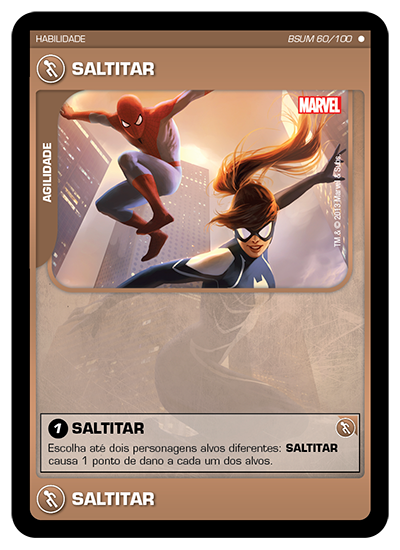 HABILIDADE
BSUM 60/100
SALTITAR
MARVEL
AGILIDADE
TM & © 2013 Marvel & Subs.
1 SALTITAR
Escolha até dois personagens alvos diferentes: SALTITAR
causa 1 ponto de dano a cada um dos alvos.
SALTITAR